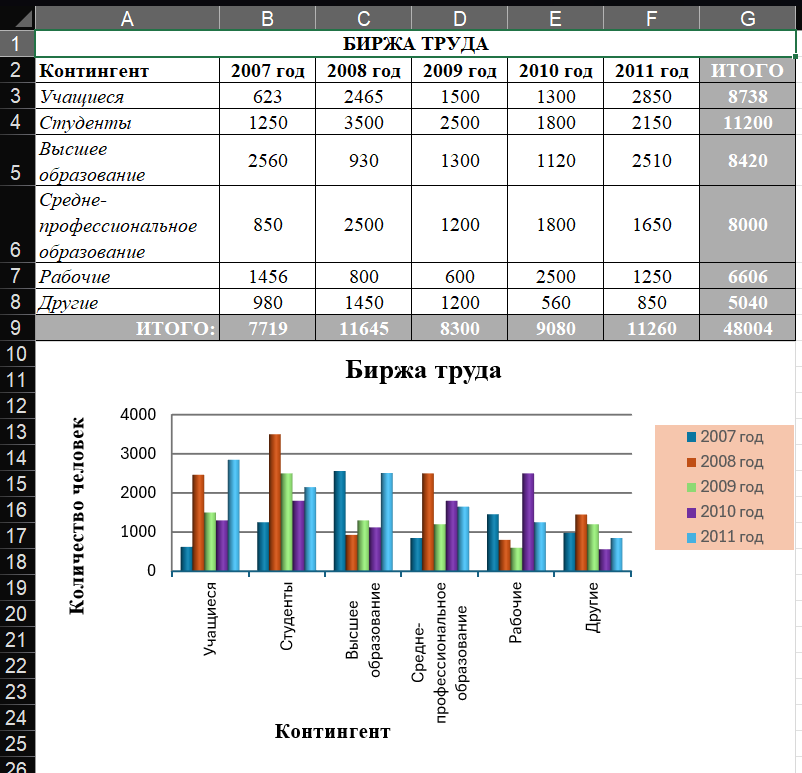 A B C D E F G
1 БИРЖА ТРУДА
2 Контингент 2007 год 2008 год 2009 год 2010 год 2011 год ИТОГО
3 Учащиеся 623 2465 1500 1300 2850 8738
4 Студенты 1250 3500 2500 1800 2150 11200
Высшее
5 образование 2560 930 1300 1120 2510 8420
Средне-
профессиональное 850 2500 1200 1800 1650 8000
6 образование
7 Рабочие 1456 800 600 2500 1250 6606
8 Другие 980 1450 1200 560 850 5040
9 ИТОГО: 7719 11645 8300 9080 11260 48004
10
11
12
13
14
15
16
17
18
19
20
21
22
23
24
25
26
Биржа труда
Количество человек
4000
3000
2000
1000
0
Учащиеся
Студенты
Высшее
образование
Средне-
профессиональное
образование
Рабочие
Другие
Контингент
2007 год
2008 год
2009 год
2010 год
2011 год